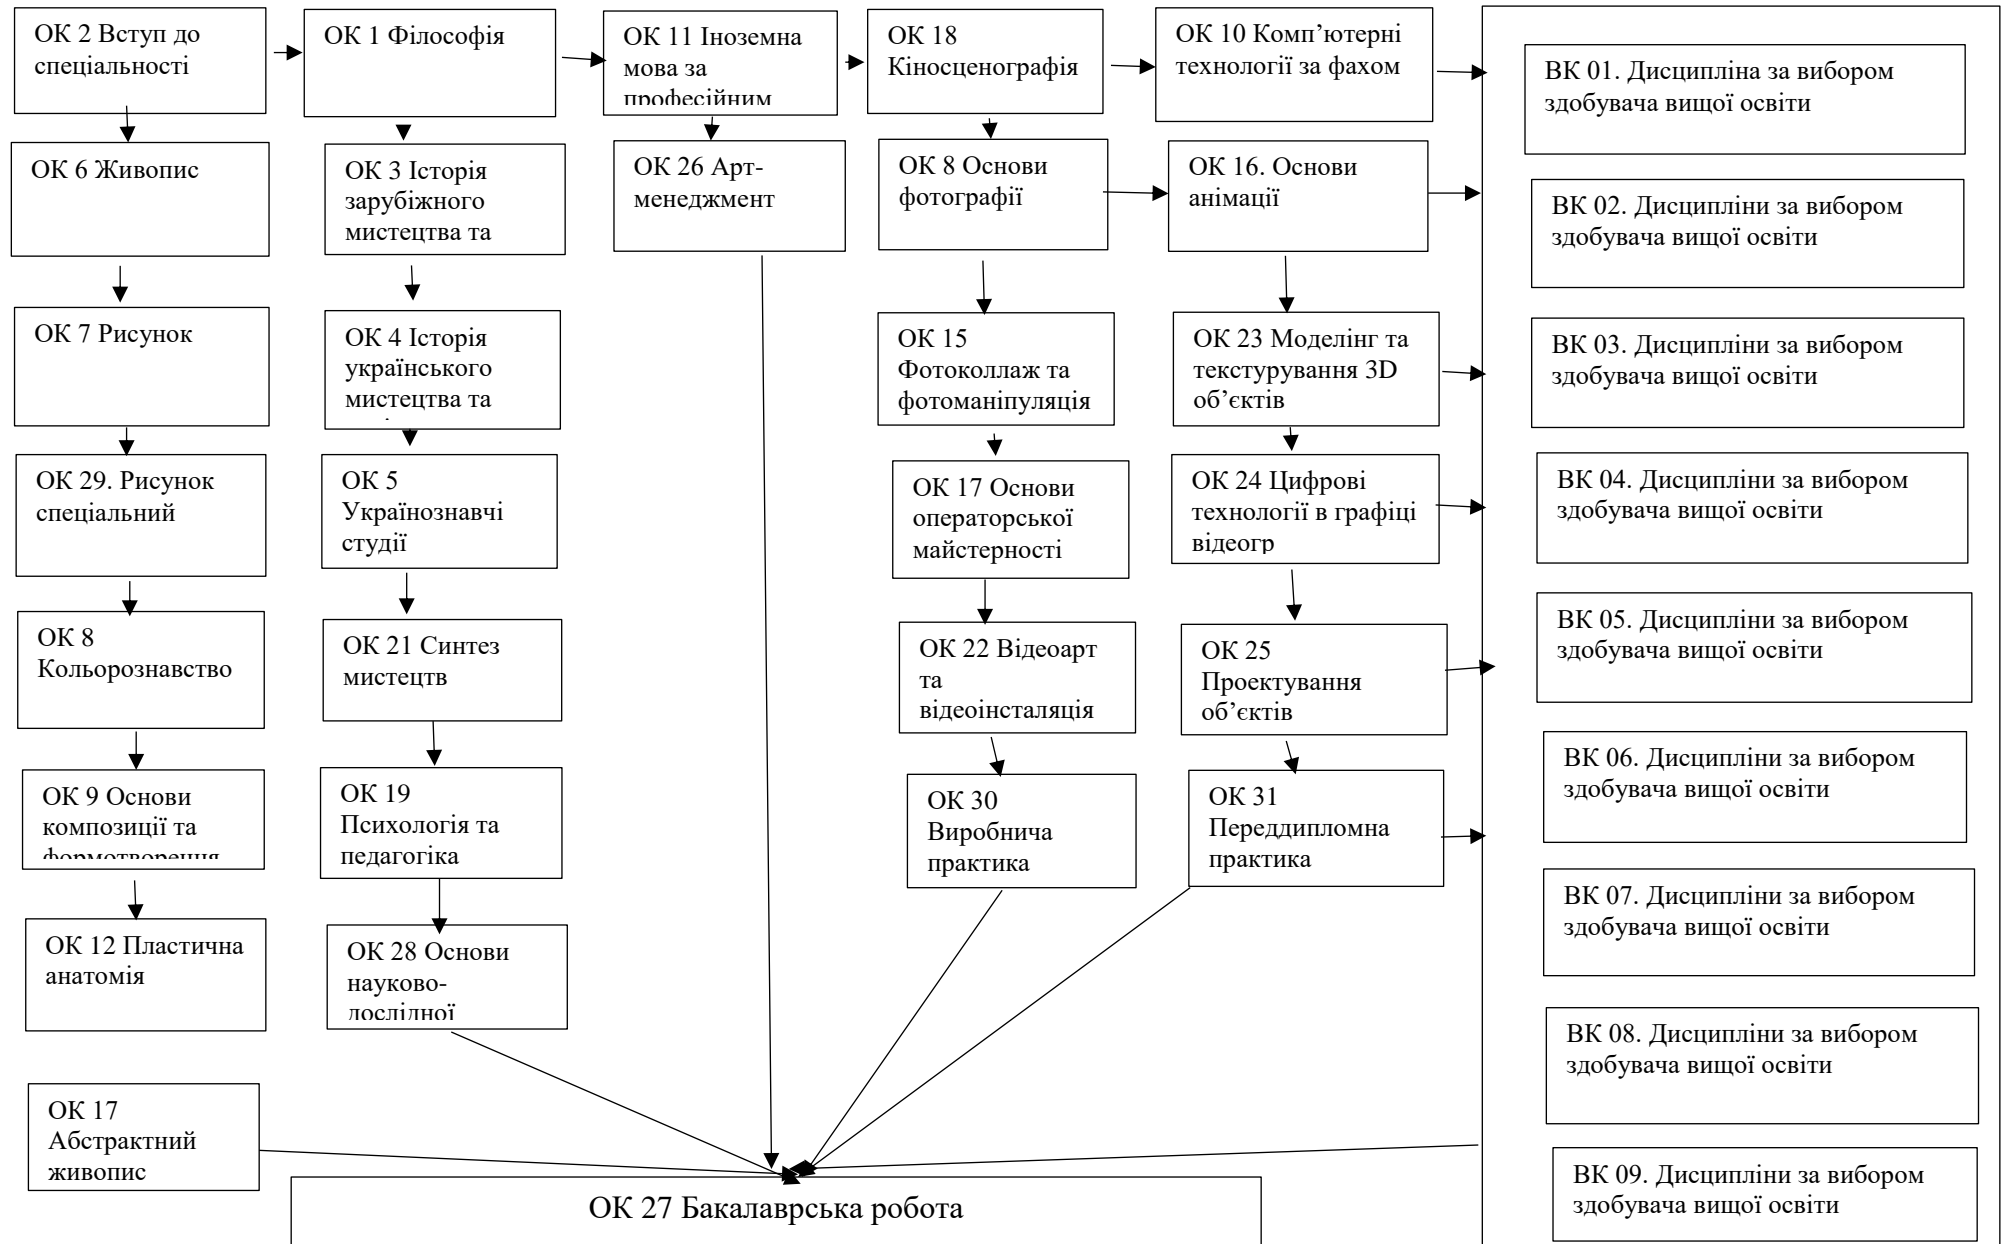 ОК 2 Вступ до
спеціальності
ОК 1 Філософія
ОК 11 Іноземна
мова за
професійним
ОК 18
Кіносценографія
ОК 10 Комп’ютерні
технології за фахом
ОК 6 Живопис
ОК 3 Історія
зарубіжного
мистецтва та
ОК 26 Арт-
менеджмент
ОК 8 Основи
фотографії
ОК 16. Основи
анімації
ОК 7 Рисунок
ОК 4 Історія
українського
мистецтва та
ОК 15
Фотоколлаж та
фотоманіпуляція
ОК 23 Моделінг та
текстурування 3D
об’єктів
ОК 29. Рисунок
спеціальний
ОК 5
Українознавчі
студії
ОК 17 Основи
операторської
майстерності
ОК 24 Цифрові
технології в графіці
відеогр
ОК 8
Кольорознавство
ОК 21 Синтез
мистецтв
ОК 22 Відеоарт
та
відеоінсталяція
ОК 25
Проектування
об’єктів
ОК 9 Основи
композиції та
формотворення
ОК 19
Психологія та
педагогіка
ОК 30
Виробнича
практика
ОК 31
Переддипломна
практика
ОК 12 Пластична
анатомія
ОК 28 Основи
науково-
дослідної
ОК 17
Абстрактний
живопис
ОК 27 Бакалаврська робота
ВК 01. Дисципліна за вибором
здобувача вищої освіти
ВК 02. Дисципліни за вибором
здобувача вищої освіти
ВК 03. Дисципліни за вибором
здобувача вищої освіти
ВК 04. Дисципліни за вибором
здобувача вищої освіти
ВК 05. Дисципліни за вибором
здобувача вищої освіти
ВК 06. Дисципліни за вибором
здобувача вищої освіти
ВК 07. Дисципліни за вибором
здобувача вищої освіти
ВК 08. Дисципліни за вибором
здобувача вищої освіти
ВК 09. Дисципліни за вибором
здобувача вищої освіти